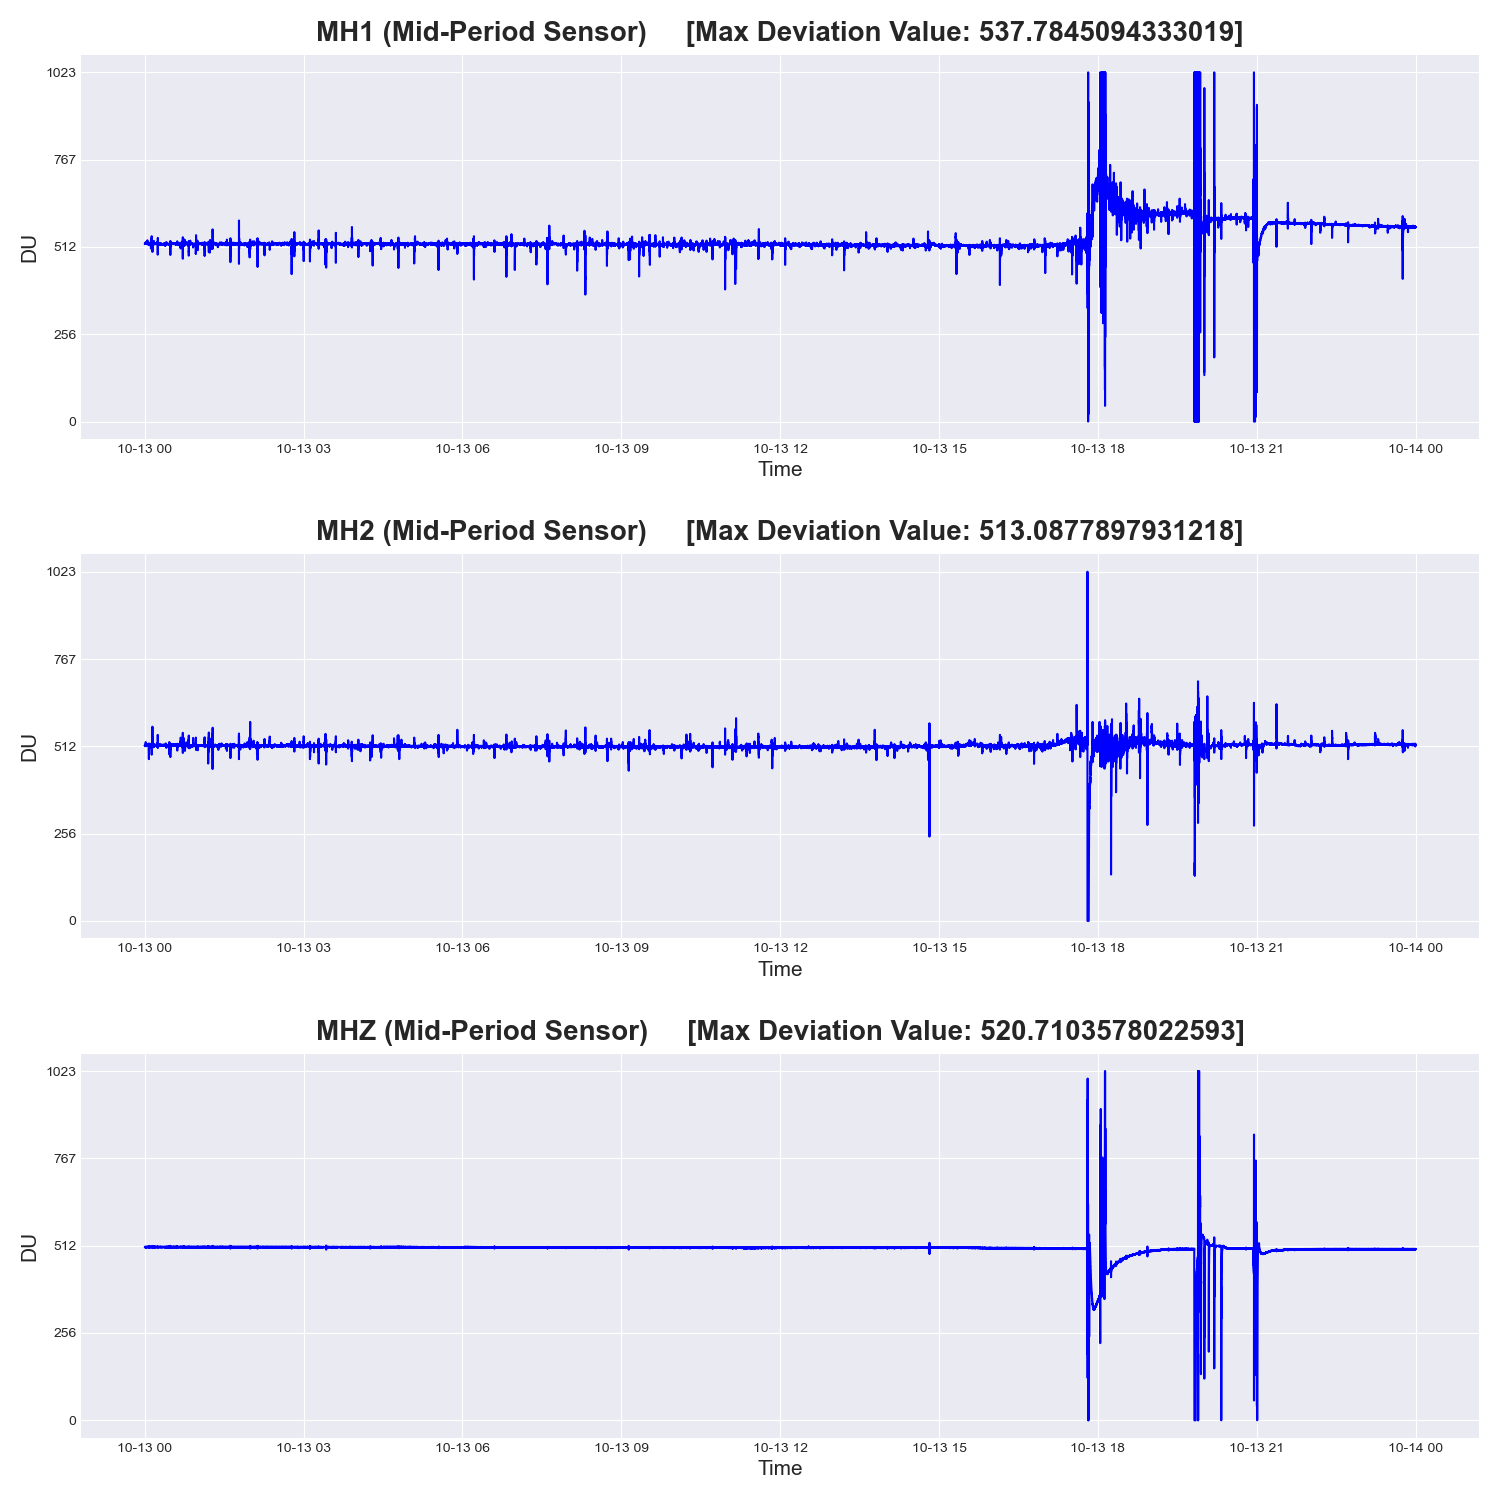 MH1 (Mid-Period Sensor) [Max Deviation Value: 537.7845094333019]
1023
767
512
256
0
DU
10-13 00 10-13 03 10-13 06 10-13 09 10-13 12 10-13 15 10-13 18 10-13 21 10-14 00
Time
MH2 (Mid-Period Sensor) [Max Deviation Value: 513.0877897931218]
1023
767
512
256
0
DU
10-13 00 10-13 03 10-13 06 10-13 09 10-13 12 10-13 15 10-13 18 10-13 21 10-14 00
Time
MHZ (Mid-Period Sensor) [Max Deviation Value: 520.7103578022593]
1023
767
512
256
0
DU
10-13 00 10-13 03 10-13 06 10-13 09 10-13 12 10-13 15 10-13 18 10-13 21 10-14 00
Time